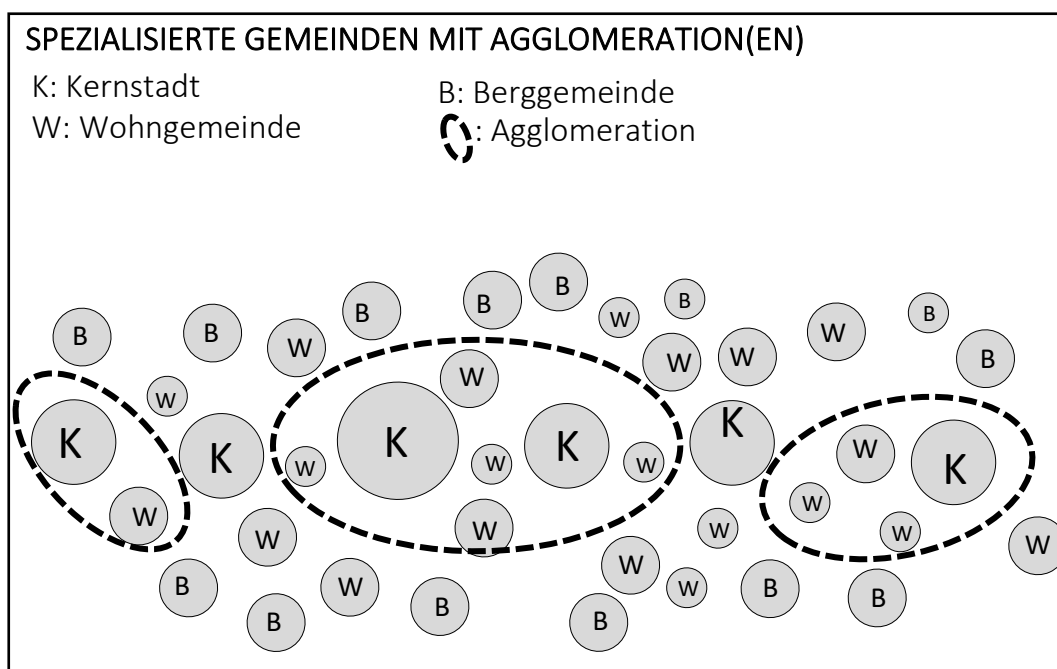 SPEZIALISIERTE GEMEINDEN MIT AGGLOMERATION(EN)
K: Kernstadt
W: Wohngemeinde
B: Berggemeinde
: Agglomeration
B
B
B
B
W
B
B
B
W
W
W
W
B
W
W
K
K
K
W
K
W
K
W
K
W
K
W
W
W
W
W
W
W
B
W
B
W
W
B
B
B
B